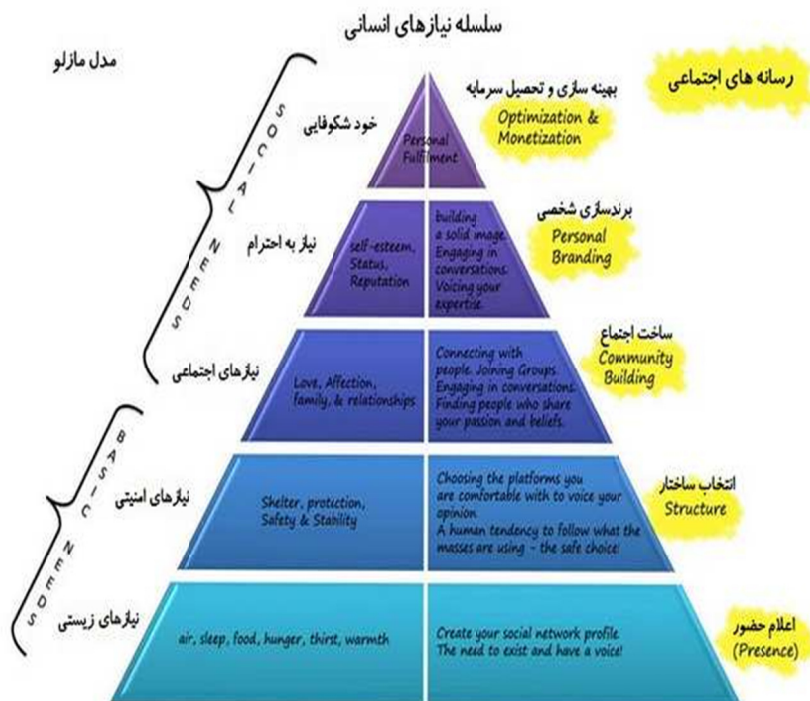 سلسله نیازهای انسانی
مدل مازلو
رسانه های اجتماعی
SOCIAL NEEDS
خود شکوفایی
Personal
Fulfilment
بهینه سازی و تحصیل سرمایه
Optimization &
Monetization
نیاز به احترام
self-esteem,
Status,
Reputation
building
a solid image.
Engaging in
conversations.
Voicing your
expertise.
برندسازی شخصی
Personal
Branding
نیازهای اجتماعی
Love, Affection,
family, & relationships
Connecting with
people. Joining Groups.
Engaging in conversations.
Finding people who share
your passion and beliefs.
ساخت اجتماع
Community
Building
BASIC NEEDS
نیازهای امنیتی
Shelter, protuction,
Safety & Stability
Choosing the platforms you
are comfortable with to voice your
opinion
A human tendency to follow what the
masses are using - the safe choice!
انتخاب ساختار
Structure
نیازهای زیستی
air, sleep, food, hunger, thirst, warmth
Create your social network profile
The neud to exist and have a voice!
اعلام حضور
(Presence)